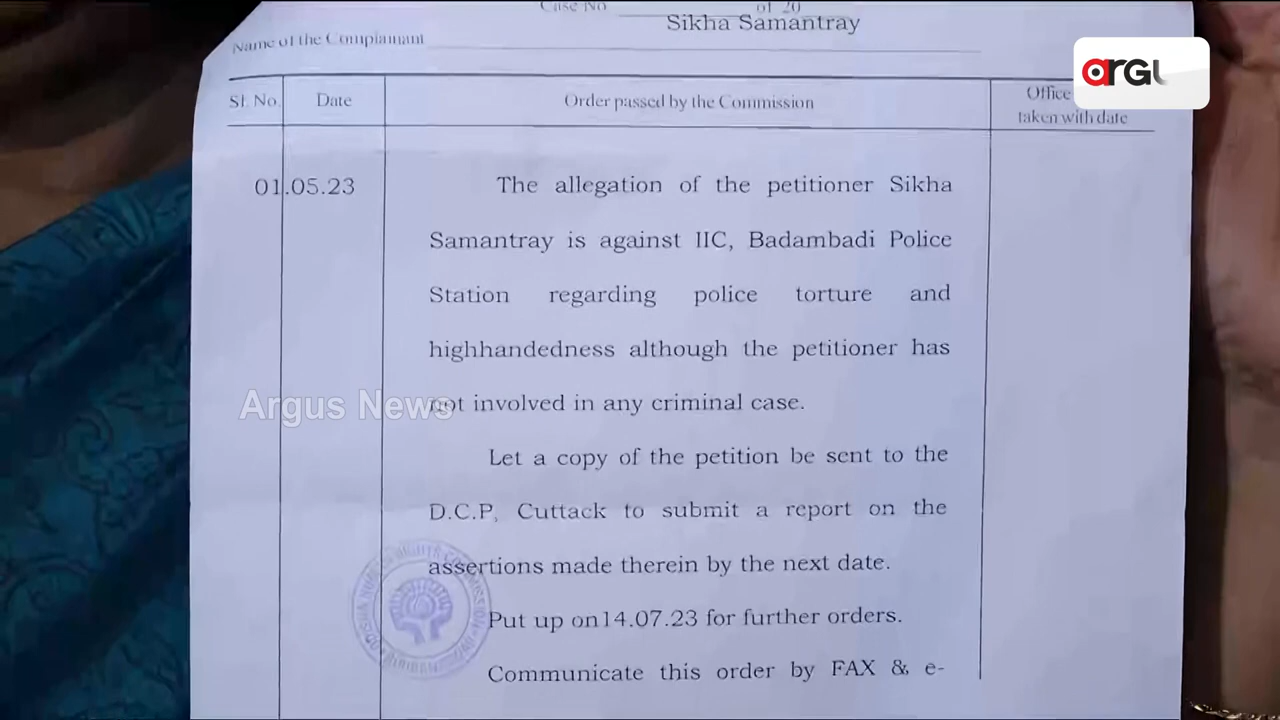 Case No of 20
Sikha Samantray
Name of the Complainant
Sl. No. Date Order passed by the Commission Office
taken with date
01.05.23 The allegation of the petitioner Sikha
Samantray is against IIC, Badambadi Police
Station regarding police torture and
highhandedness although the petitioner has
not involved in any criminal case.
Let a copy of the petition be sent to the
D.C.P, Cuttack to submit a report on the
assertions made therein by the next date.
Put up on14.07.23 for further orders.
Communicate this order by FAX & e-
Argus News